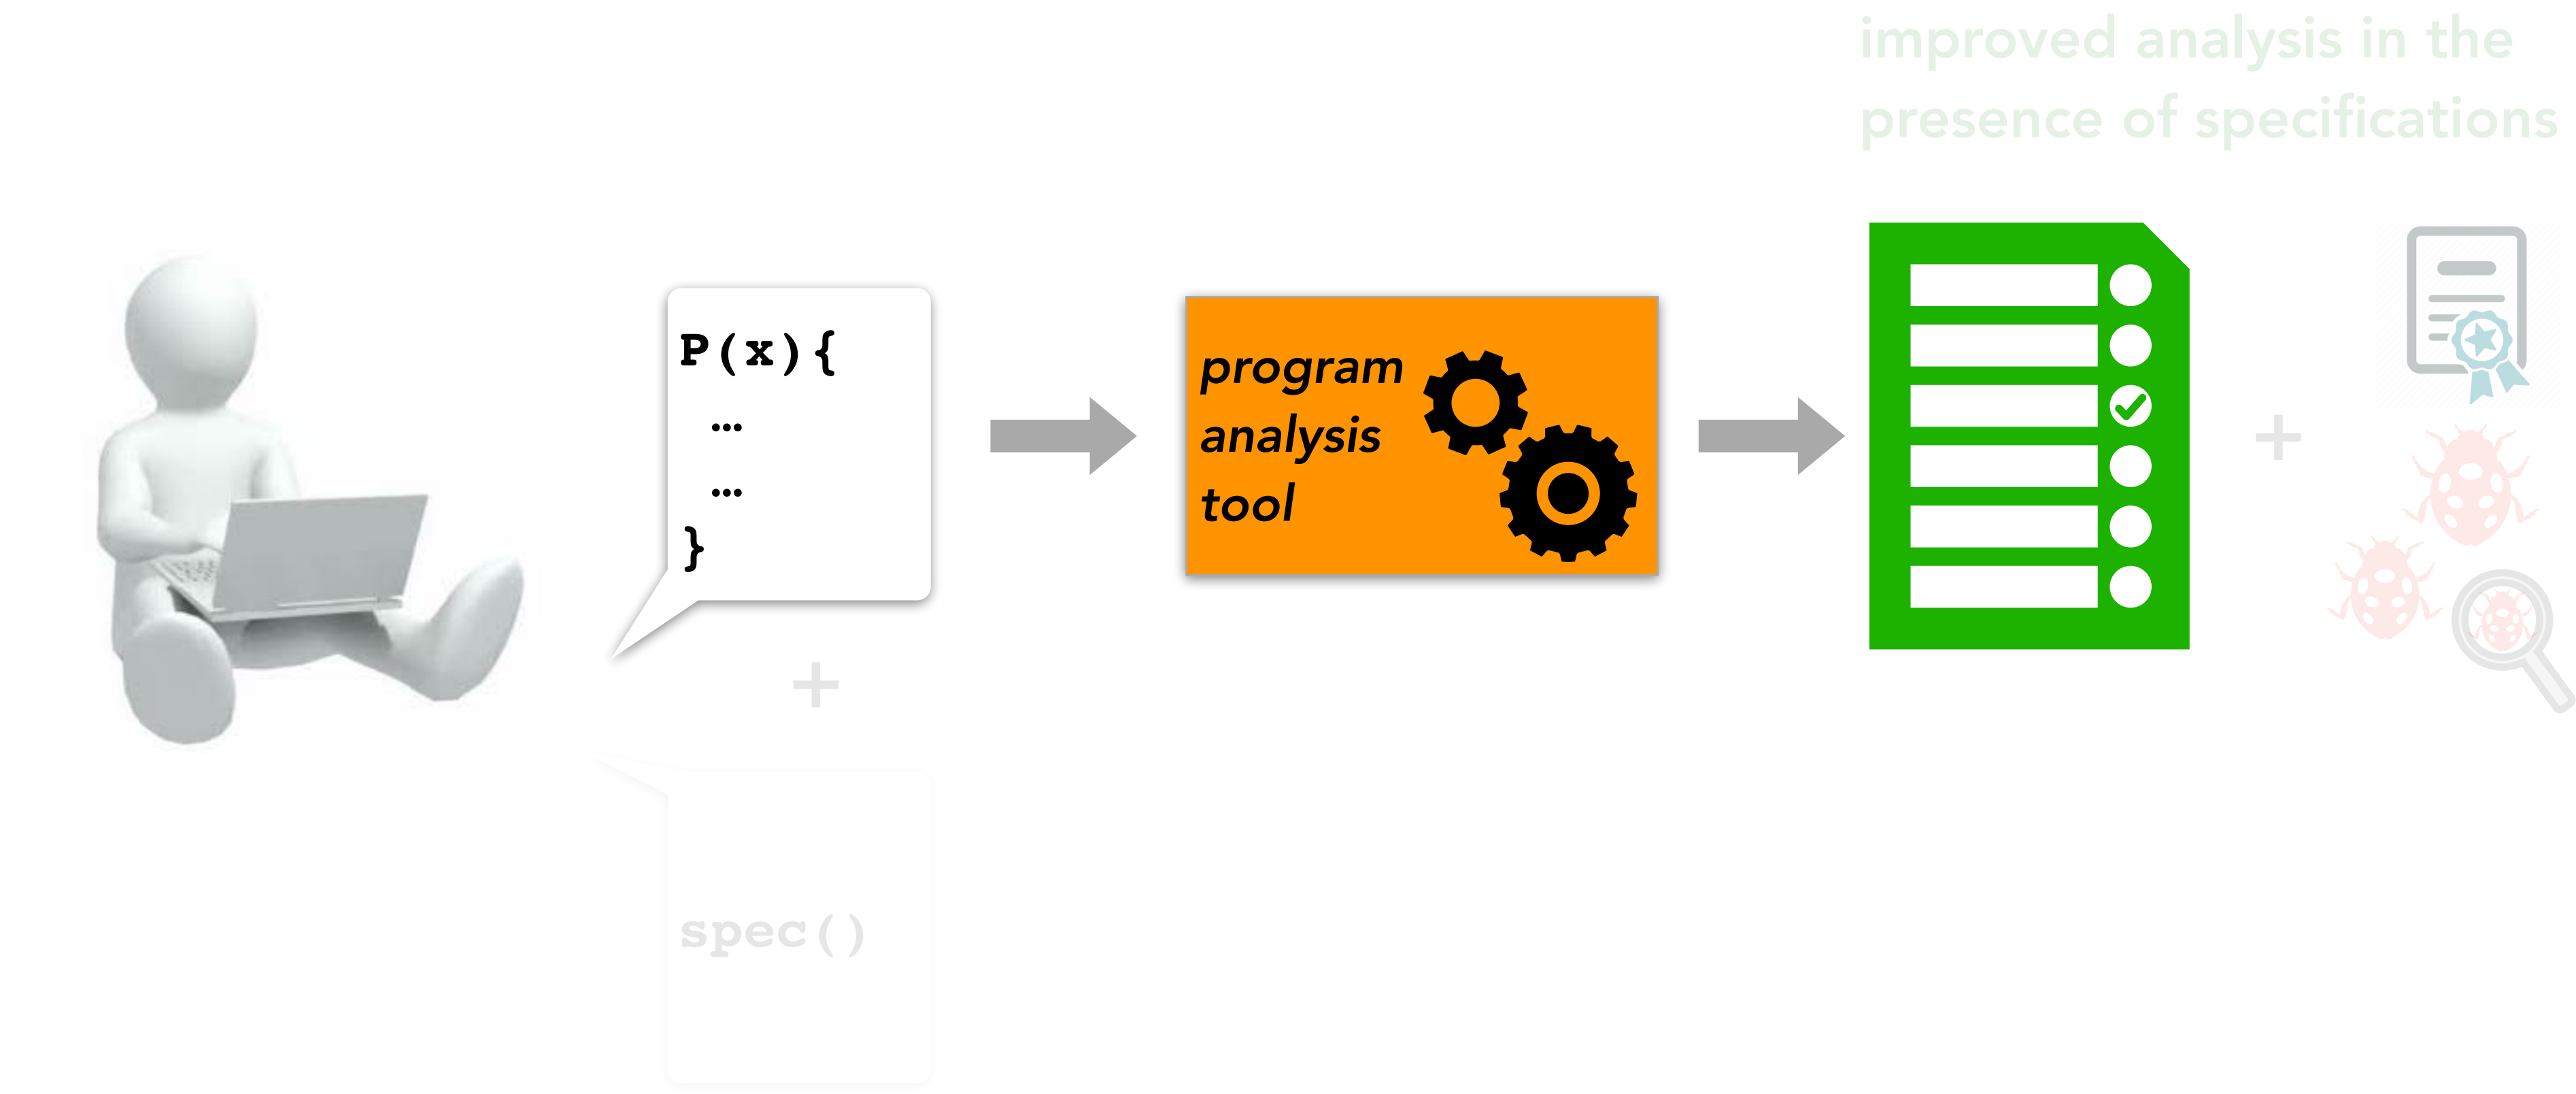 improved analysis in the
presence of specifications
P(x){
…
…
}
program
analysis
tool
+
+
spec()